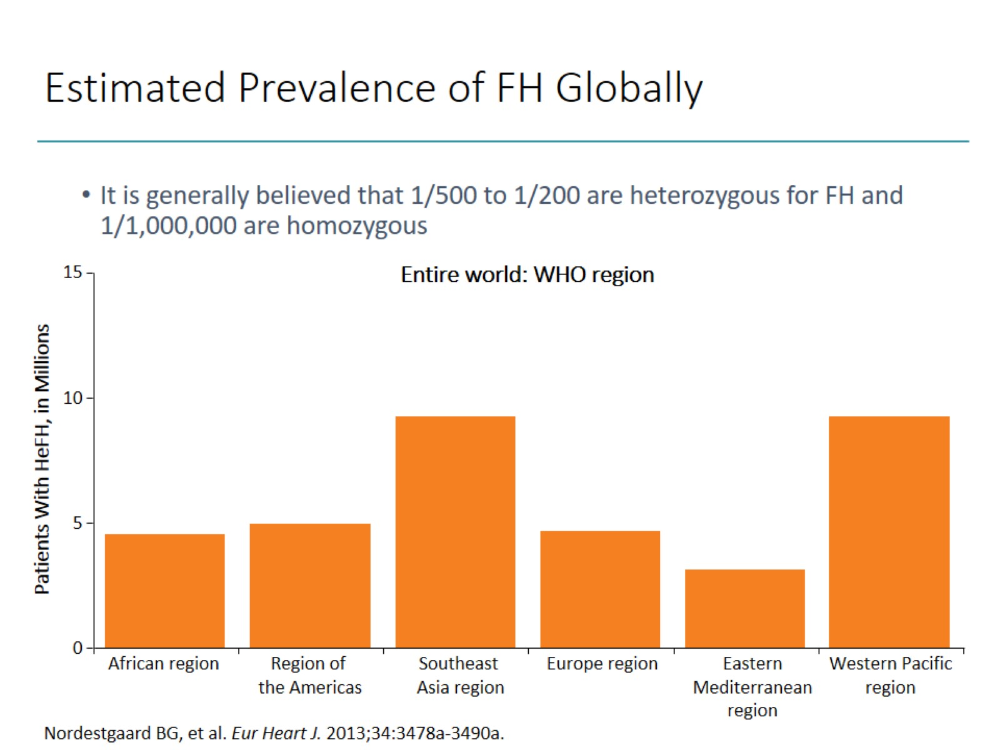 Estimated Prevalence of FH Globally
• It is generally believed that 1/500 to 1/200 are heterozygous for FH and
1/1,000,000 are homozygous
Entire world: WHO region
Patients With HeFH, in Millions
15
10
5
0
African region
Region of
the Americas
Southeast
Asia region
Europe region
Eastern
Mediterranean
region
Western Pacific
region
Nordestgaard BG, et al. Eur Heart J. 2013;34:3478a-3490a.